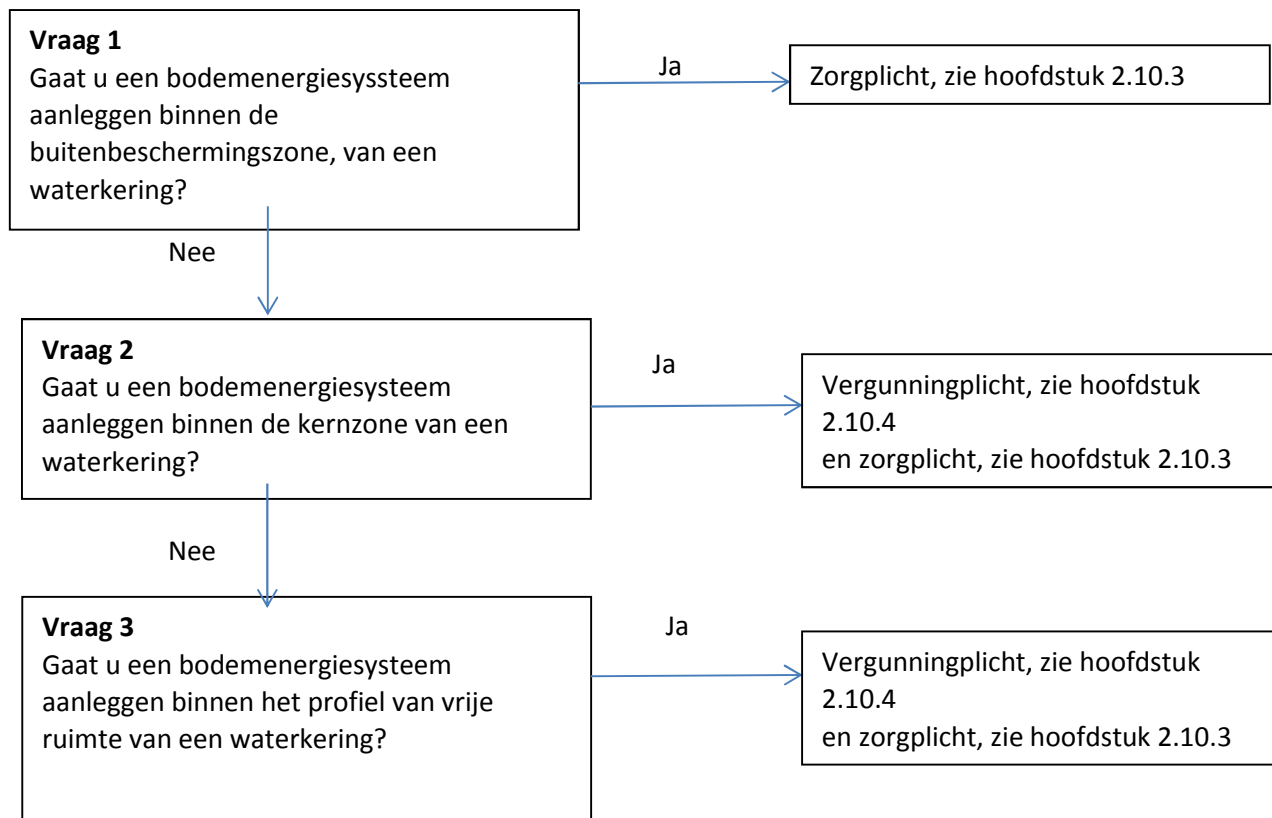 Vraag 1
Gaat u een bodemenergiesyssteem
aanleggen binnen de
buitenbeschermingszone, van een
waterkering?
Ja
Zorgplicht, zie hoofdstuk 2.10.3
Nee
Vraag 2
Gaat u een bodemenergiesysteem
aanleggen binnen de kernzone van een
waterkering?
Ja
Vergunningplicht, zie hoofdstuk
2.10.4
en zorgplicht, zie hoofdstuk 2.10.3
Nee
Vraag 3
Gaat u een bodemenergiesysteem
aanleggen binnen het profiel van vrije
ruimte van een waterkering?
Ja
Vergunningplicht, zie hoofdstuk
2.10.4
en zorgplicht, zie hoofdstuk 2.10.3